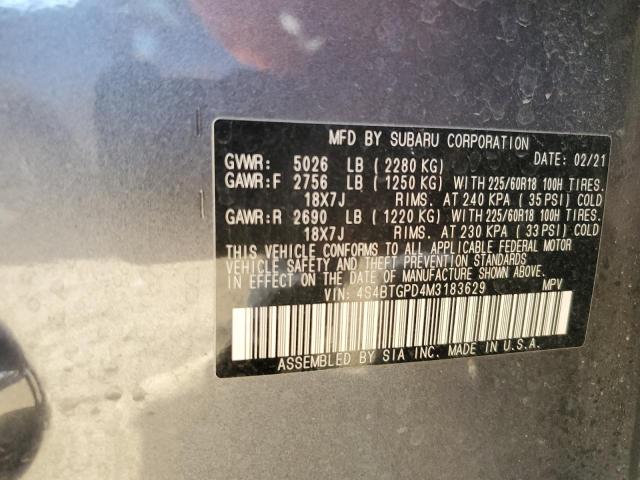 MFD BY SUBARU CORPORATION
GVWR: 5026 LB (2280 KG) DATE: 02/21
GAWR:F 2756 LB (1250 KG) WITH 225/60R18 100H TIRES.
18X7J RIMS. AT 240 KPA (35 PSI) COLD
GAWR:R 2690 LB (1220 KG) WITH 225/60R18 100H TIRES.
18X7J RIMS. AT 230 KPA (33 PSI) COLD
THIS VEHICLE CONFORMS TO ALL APPLICABLE FEDERAL MOTOR
VEHICLE SAFETY AND BUMPER AND THEFT PREVENTION STANDARDS
IN EFFECT ON THE DATE OF MANUFACTURE SHOWN ABOVE.
VIN: 4S4BTGPD4M3183629 MPV
ASSEMBLED BY SIA INC. MADE IN U.S.A.